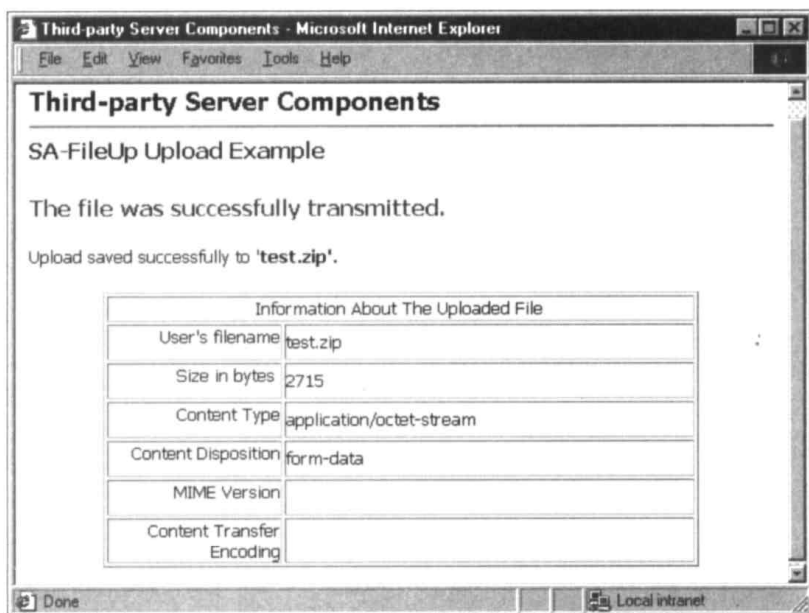 Third-party Server Components - Microsoft Internet Explorer
File Edit View Favorites Tools Help
Third-party Server Components
SA-FileUp Upload Example
The file was successfully transmitted.
Upload saved successfully to 'test.zip'.
Information About The Uploaded File
User's filename test.zip
Size in bytes 2715
Content Type application/octet-stream
Content Disposition form-data
MIME Version
Content Transfer
Encoding
Done Local intranet